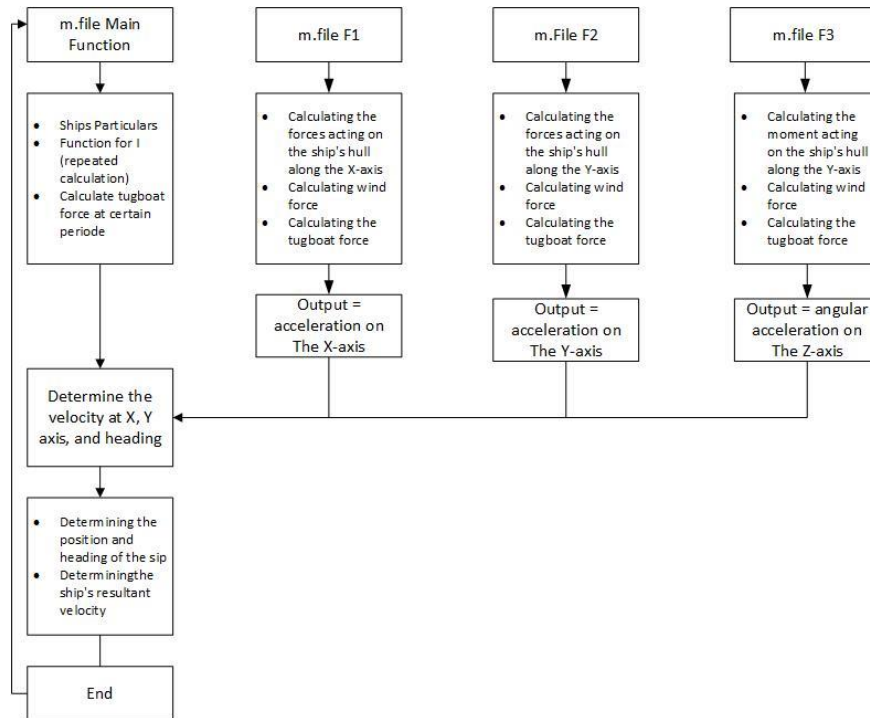 m.file Main
Function
● Ships Particulars
● Function for I
(repeated
calculation)
● Calculate tugboat
force at certain
periode
Determine the
velocity at X, Y
axis, and heading
● Determining the
position and
heading of the sip
● Determiningthe
ship's resultant
velocity
End
m.file F1
● Calculating the
forces acting on
the ship's hull
along the X-axis
● Calculating wind
force
● Calculating the
tugboat force
Output =
acceleration on
The X-axis
m.File F2
● Calculating the
forces acting on
the ship's hull
along the Y-axis
● Calculating wind
force
● Calculating the
tugboat force
Output =
acceleration on
The Y-axis
m.file F3
● Calculating the
moment acting
on the ship's hull
along the Y-axis
● Calculating wind
force
● Calculating the
tugboat force
Output = angular
acceleration on
The Z-axis